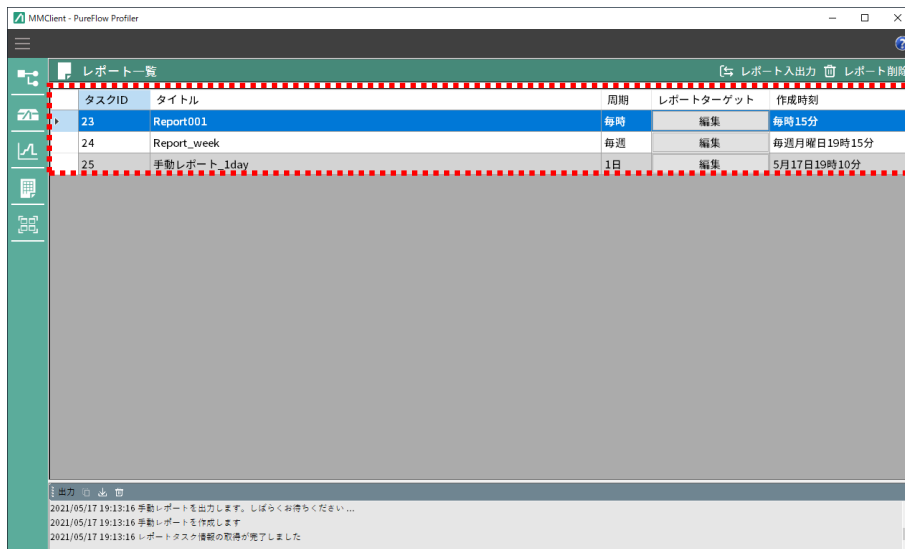 MMClient - PureFlow Profiler
レポート一覧 レポート入出力 レポート削除
タスクID タイトル 周期 レポートターゲット 作成時刻
23 Report001 毎時 編集 毎時15分
24 Report_week 毎週 編集 毎週月曜日19時15分
25 手動レポート_1day 1日 編集 5月17日19時10分
出力
2021/05/17 19:13:16 手動レポートを出力します。しばらくお待ちください ...
2021/05/17 19:13:16 手動レポートを作成します
2021/05/17 19:13:16 レポートタスク情報の取得が完了しました